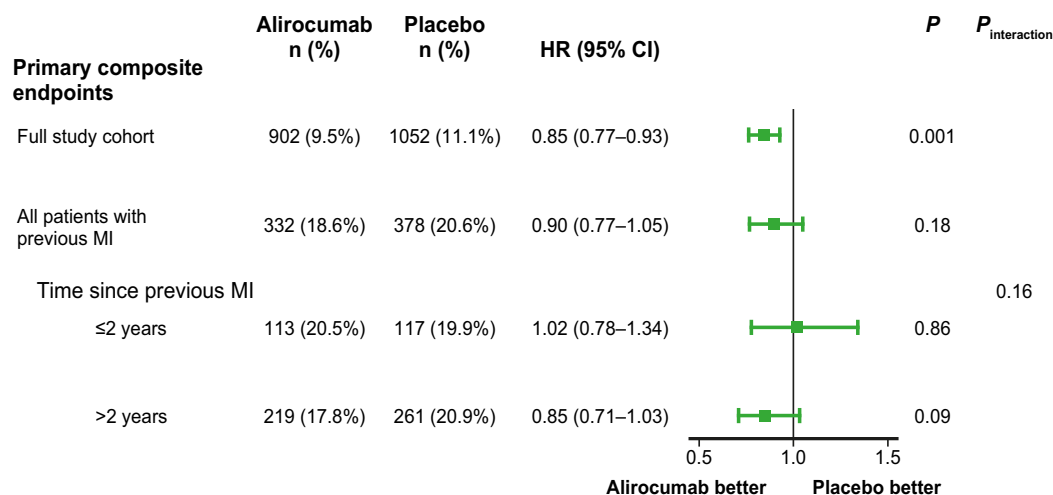 Alirocumab n (%) Placebo n (%) HR (95% CI) P P interaction
Primary composite endpoints
Full study cohort 902 (9.5%) 1052 (11.1%) 0.85 (0.77–0.93) 0.001
All patients with previous MI 332 (18.6%) 378 (20.6%) 0.90 (0.77–1.05) 0.18
Time since previous MI 0.16
≤2 years 113 (20.5%) 117 (19.9%) 1.02 (0.78–1.34) 0.86
>2 years 219 (17.8%) 261 (20.9%) 0.85 (0.71–1.03) 0.09
0.5 1.0 1.5
Alirocumab better Placebo better